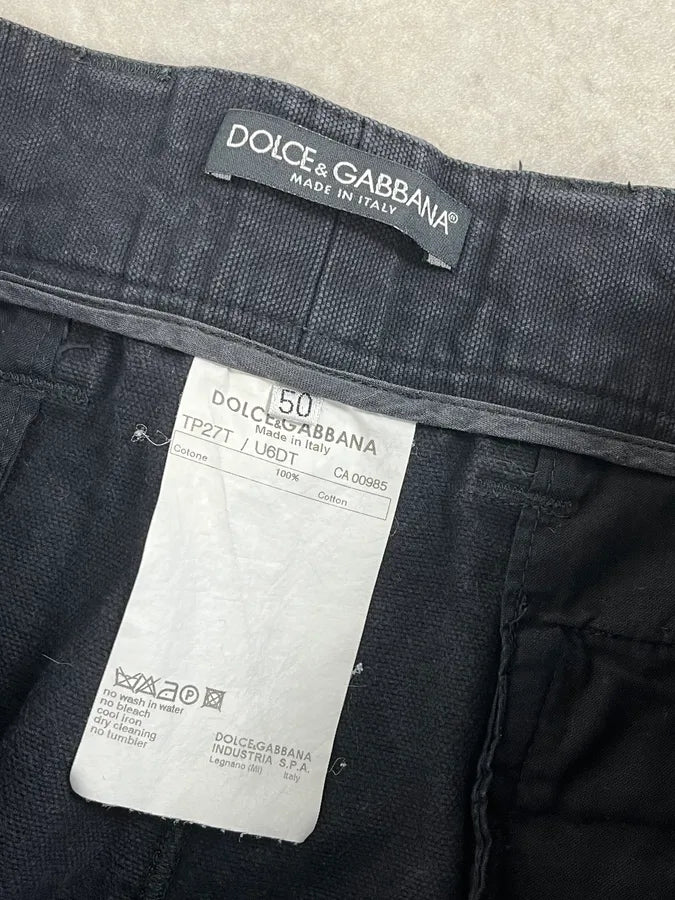 DOLCE & GABBANA®
MADE IN ITALY
50
DOLCE&GABBANA
Made in Italy
TP27T / U6DT CA 00985
Cotone 100% Cotton
P
no wash in water
no bleach
cool iron
dry cleaning
no tumbler
DOLCE&GABBANA
INDUSTRIA S.P.A.
Legnano (MI) Italy